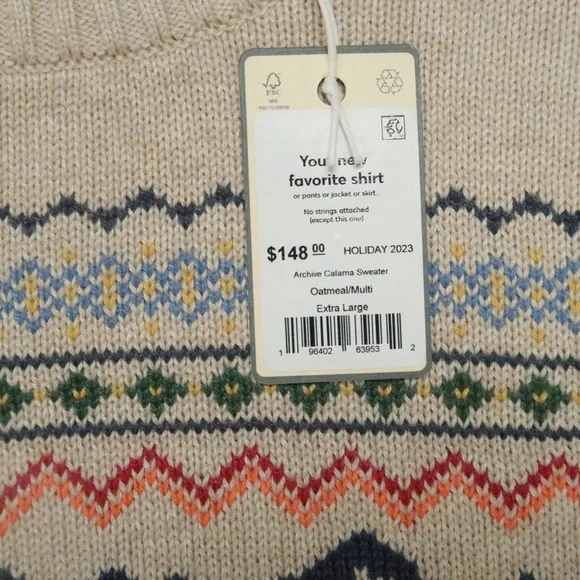 FSC
MIX
Your new
favorite shirt
or pants or jacket or skirt...
No strings attached
(except this one)
$148 00 HOLIDAY 2023
Archive Calama Sweater
Oatmeal/Multi
Extra Large
1 96402 63953 2